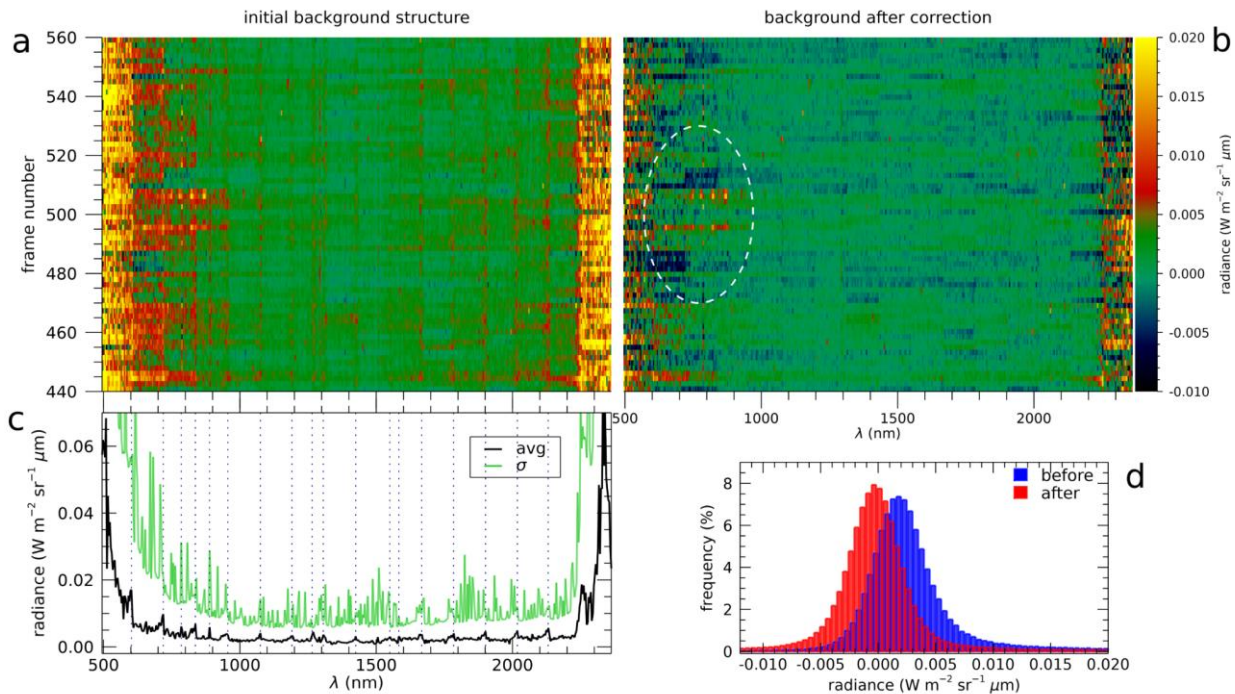 initial background structure
background after correction
a
b
560
540
520
500
480
460
440
frame number
0.020
0.015
0.010
0.005
0.000
-0.005
-0.010
radiance (W m⁻² sr⁻¹ μm)
500
1000
1500
2000
λ (nm)
c
0.06
0.04
0.02
0.00
radiance (W m⁻² sr⁻¹ μm)
avg
σ
500
1000
1500
2000
λ (nm)
d
before
after
8
6
4
2
0
frequency (%)
-0.010
-0.005
0.000
0.005
0.010
0.015
0.020
radiance (W m⁻² sr⁻¹ μm)